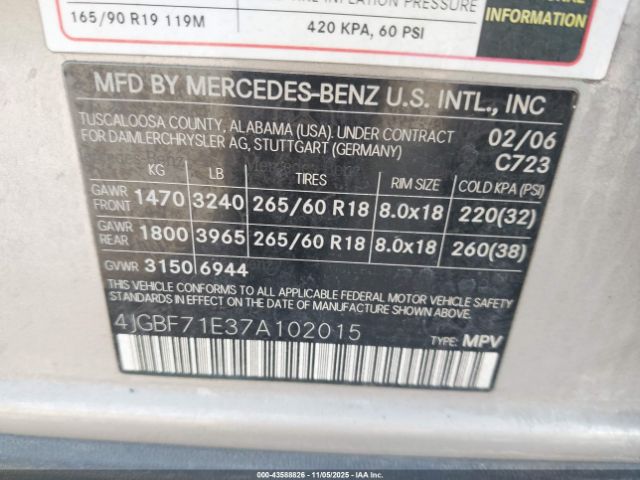 INFLATION PRESSURE
165/90 R19 119M
420 KPA, 60 PSI
INFORMATION
MFD BY MERCEDES-BENZ U.S. INTL., INC
TUSCALOOSA COUNTY, ALABAMA (USA). UNDER CONTRACT
FOR DAIMLERCHRYSLER AG, STUTTGART (GERMANY)
02/06
C723
KG LB TIRES RIM SIZE COLD KPA (PSI)
GAWR FRONT 1470 3240 265/60 R18 8.0x18 220(32)
GAWR REAR 1800 3965 265/60 R18 8.0x18 260(38)
GVWR 3150 6944
THIS VEHICLE CONFORMS TO ALL APPLICABLE FEDERAL MOTOR VEHICLE SAFETY
STANDARDS IN EFFECT ON THE DATE OF MANUFACTURE SHOWN ABOVE.
4JGBF71E37A102015
TYPE: MPV
000-43588826 - 11/05/2025 - IAAI.COM